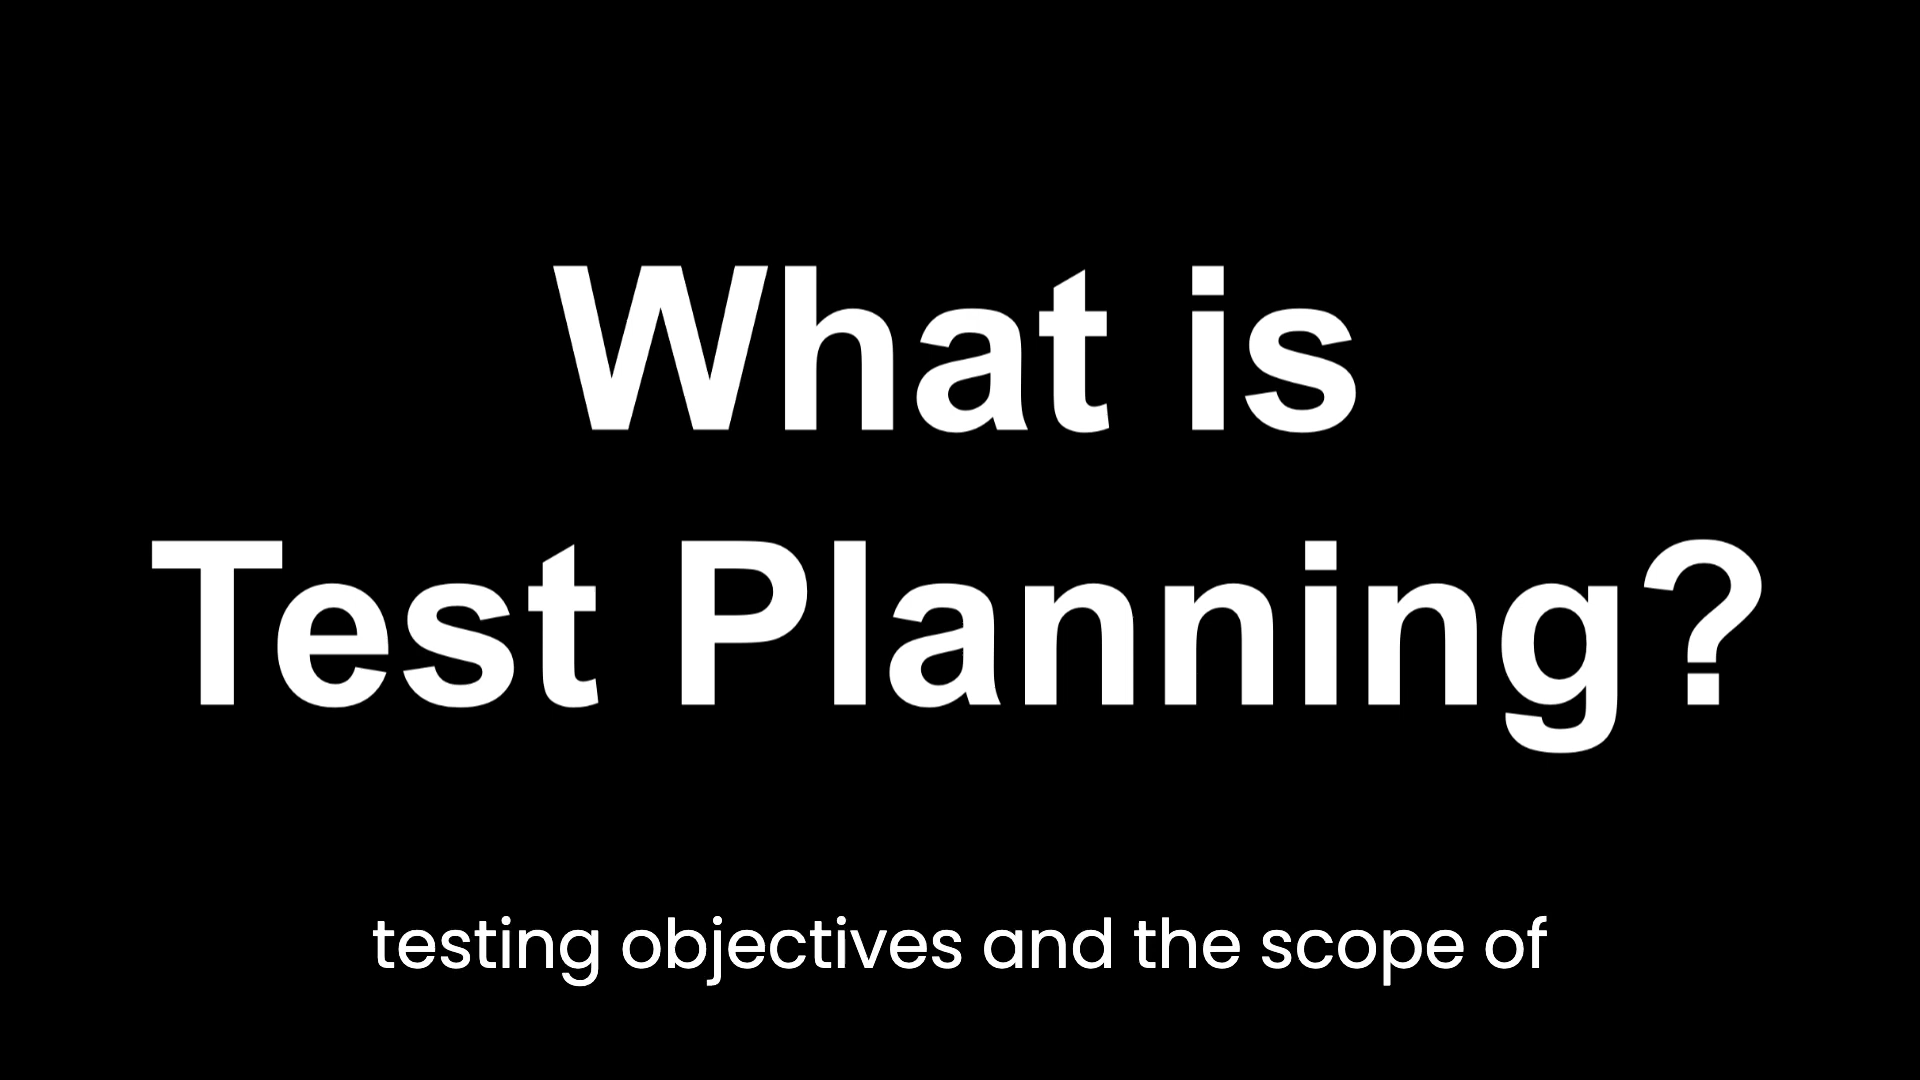 What is
Test Planning?
testing objectives and the scope of